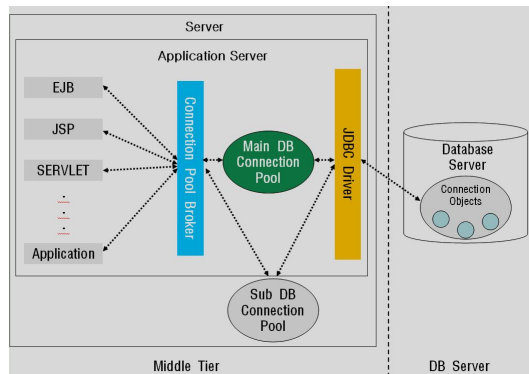 Server
Application Server
EJB
JSP
SERVLET
Application
Connection Pool Broker
Main DB
Connection
Pool
JDBC Driver
Sub DB
Connection
Pool
Database
Server
Connection
Objects
Middle Tier
DB Server